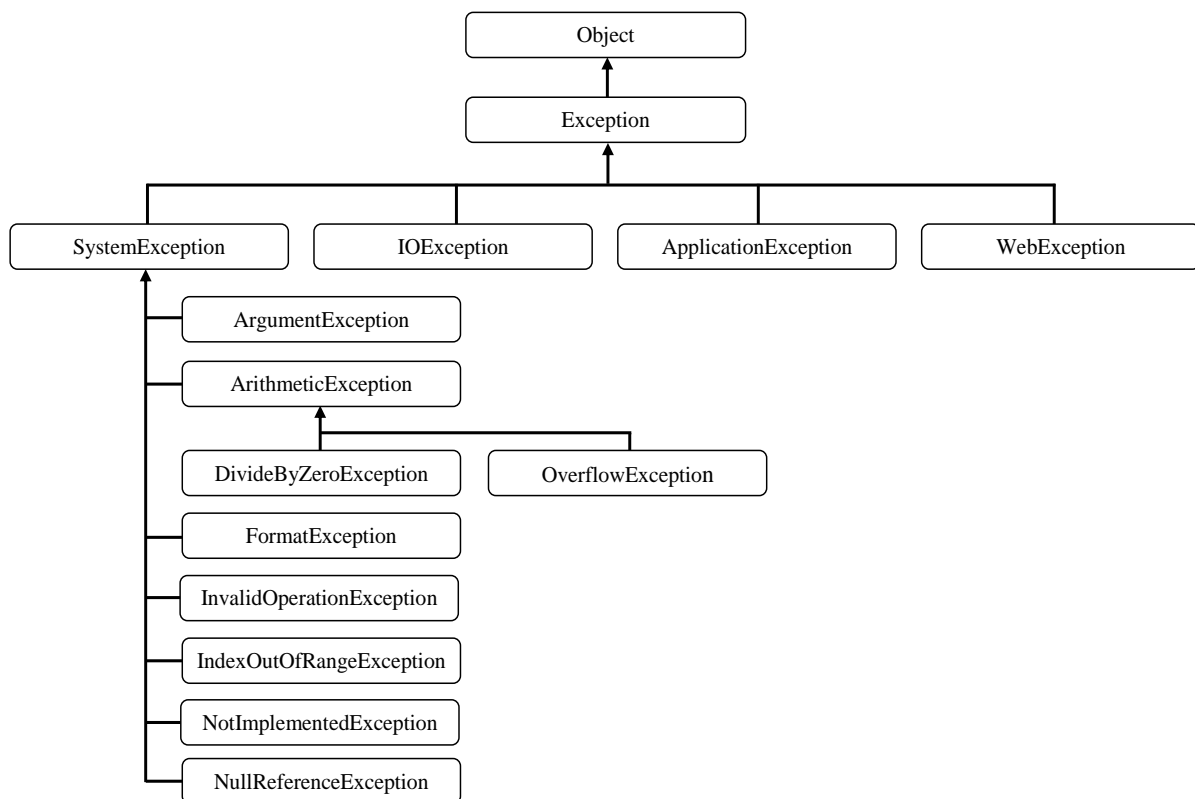 Object
Exception
SystemException
IOException
ApplicationException
WebException
ArgumentException
ArithmeticException
DivideByZeroException
OverflowException
FormatException
InvalidOperationException
IndexOutOfRangeException
NotImplementedException
NullReferenceException